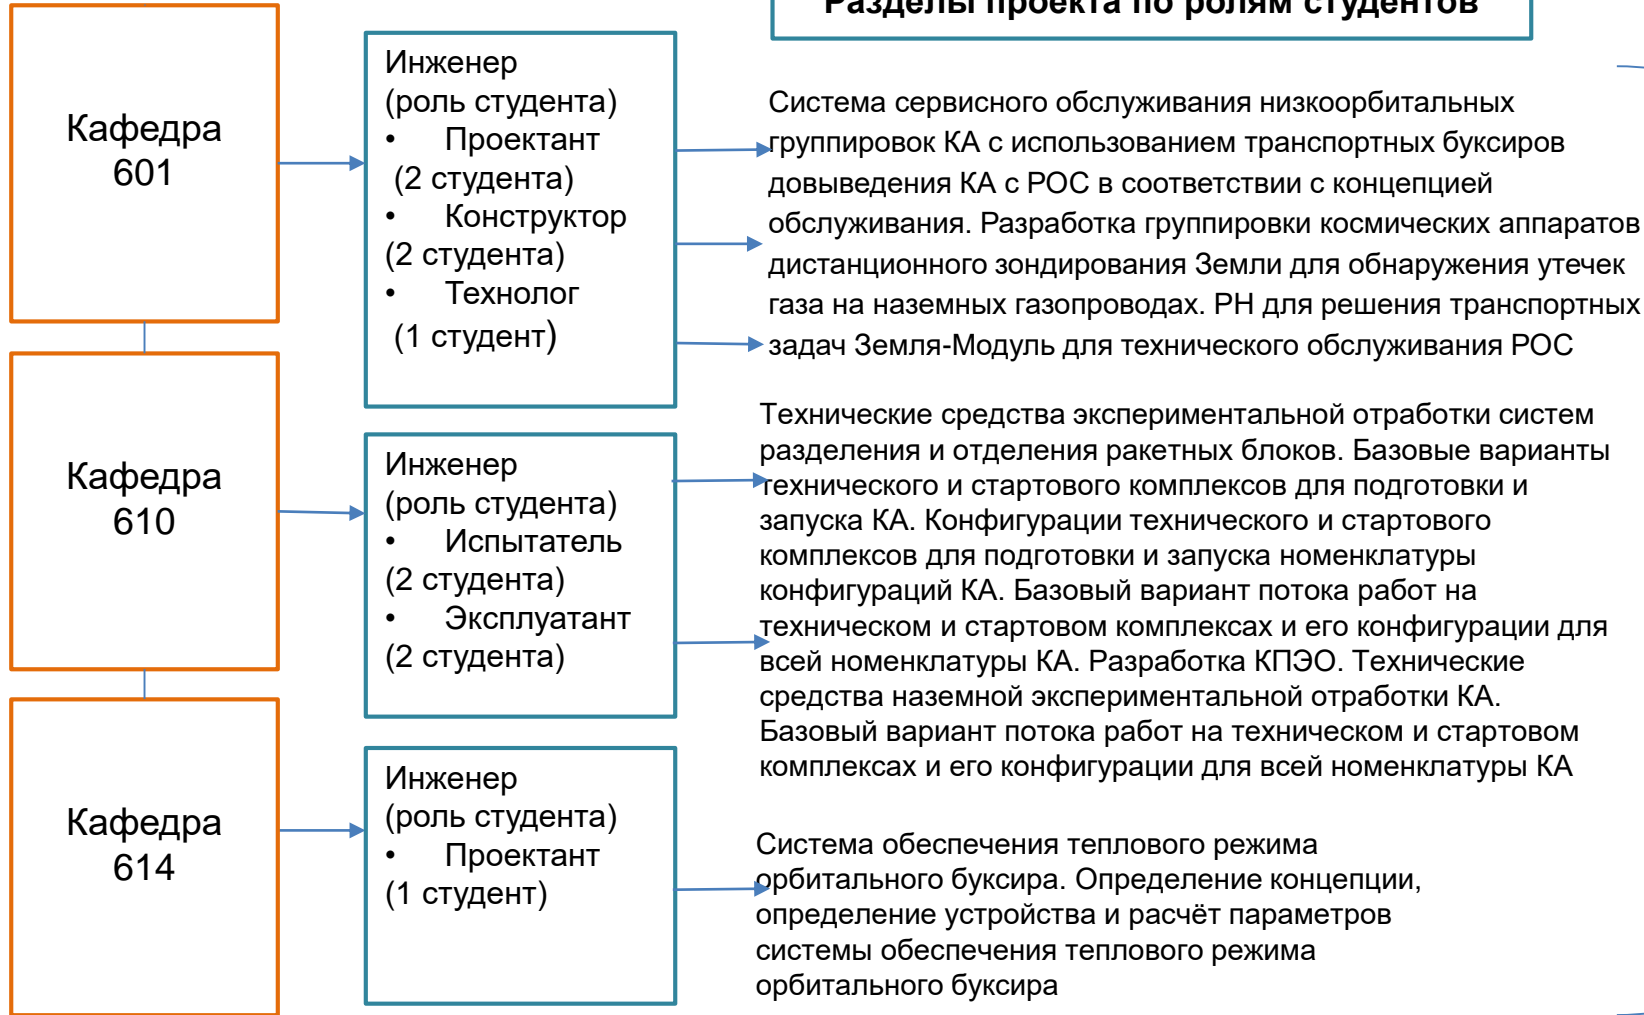 Разделы проекта по ролям студентов
Кафедра
601
Инженер
(роль студента)
• Проектант
(2 студента)
• Конструктор
(2 студента)
• Технолог
(1 студент)
Система сервисного обслуживания низкоорбитальных
группировок КА с использованием транспортных буксиров
довыведения КА с РОС в соответствии с концепцией
обслуживания. Разработка группировки космических аппаратов
дистанционного зондирования Земли для обнаружения утечек
газа на наземных газопроводах. РН для решения транспортных
задач Земля-Модуль для технического обслуживания РОС
Кафедра
610
Инженер
(роль студента)
• Испытатель
(2 студента)
• Эксплуатант
(2 студента)
Технические средства экспериментальной отработки систем
разделения и отделения ракетных блоков. Базовые варианты
технического и стартового комплексов для подготовки и
запуска КА. Конфигурации технического и стартового
комплексов для подготовки и запуска номенклатуры
конфигураций КА. Базовый вариант потока работ на
техническом и стартовом комплексах и его конфигурации для
всей номенклатуры КА. Разработка КПЭО. Технические
средства наземной экспериментальной отработки КА.
Базовый вариант потока работ на техническом и стартовом
комплексах и его конфигурации для всей номенклатуры КА
Кафедра
614
Инженер
(роль студента)
• Проектант
(1 студент)
Система обеспечения теплового режима
орбитального буксира. Определение концепции,
определение устройства и расчёт параметров
системы обеспечения теплового режима
орбитального буксира